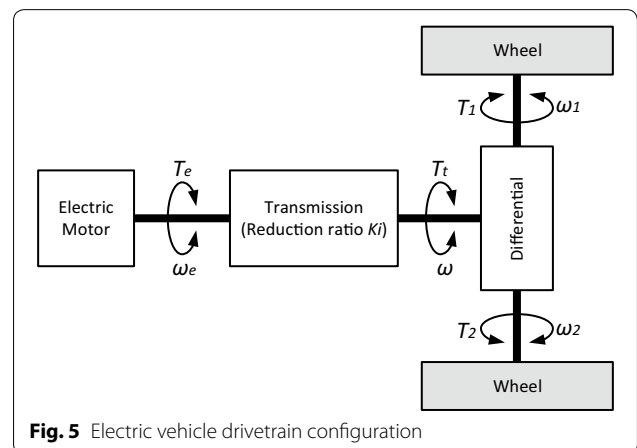 Wheel
T1 ω1
Te Tt
Electric
Motor
Transmission
(Reduction ratio Ki)
Differential
ωe ω
T2 ω2
Wheel
Fig. 5 Electric vehicle drivetrain configuration